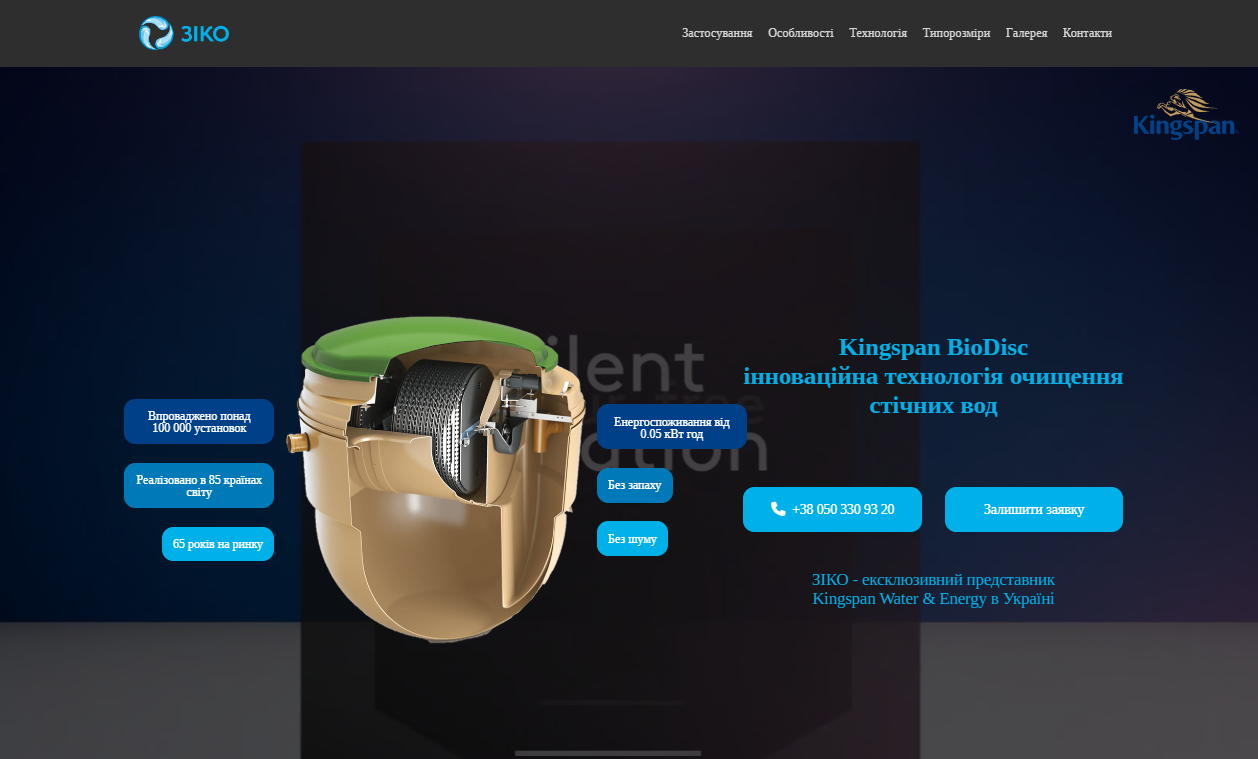 ЗІКО
Застосування Особливості Технологія Типорозміри Галерея Контакти
Kingspan
Kingspan BioDisc
інноваційна технологія очищення
стічних вод
Впроваджено понад
100 000 установок
Реалізовано в 85 країнах
світу
65 років на ринку
Енергоспоживання від
0.05 кВт год
Без запаху
Без шуму
+38 050 330 93 20
Залишити заявку
ЗІКО - ексклюзивний представник
Kingspan Water & Energy в Україні